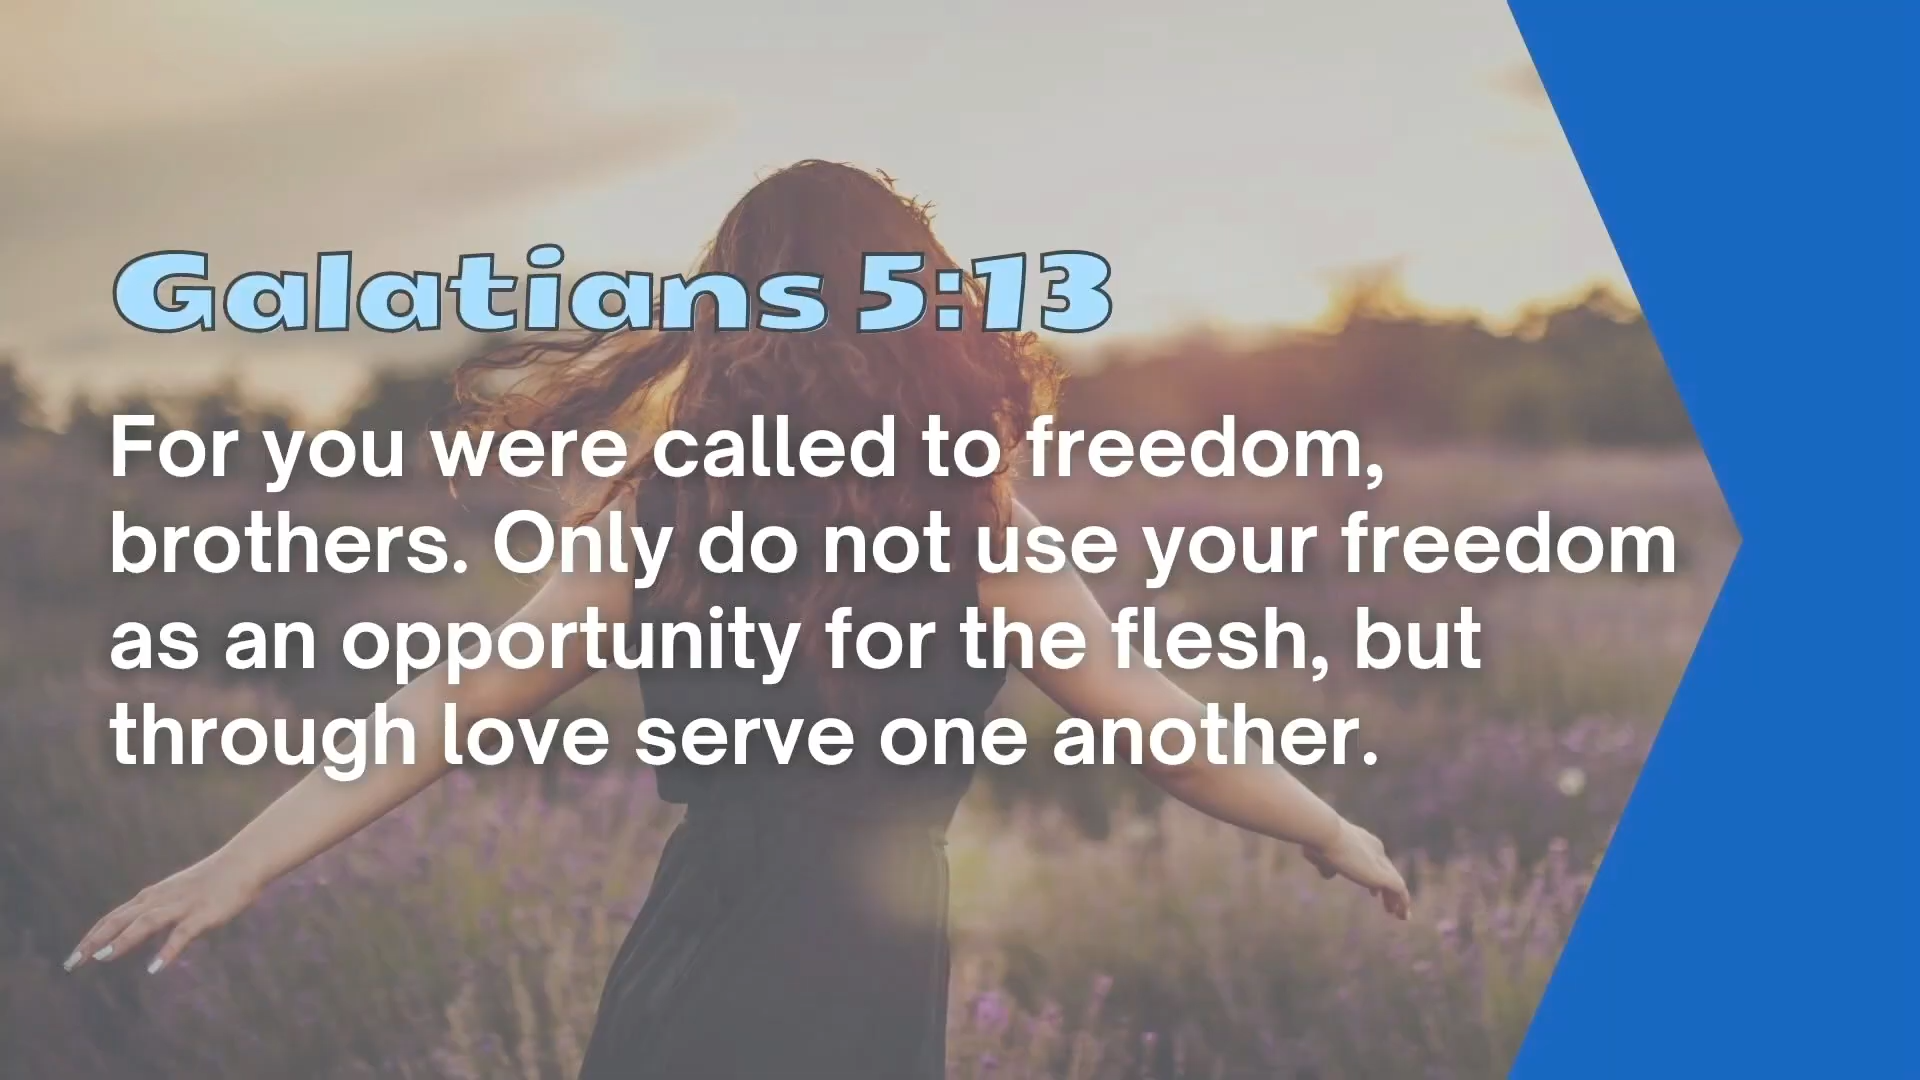 Galatians 5:13
For you were called to freedom,
brothers. Only do not use your freedom
as an opportunity for the flesh, but
through love serve one another.